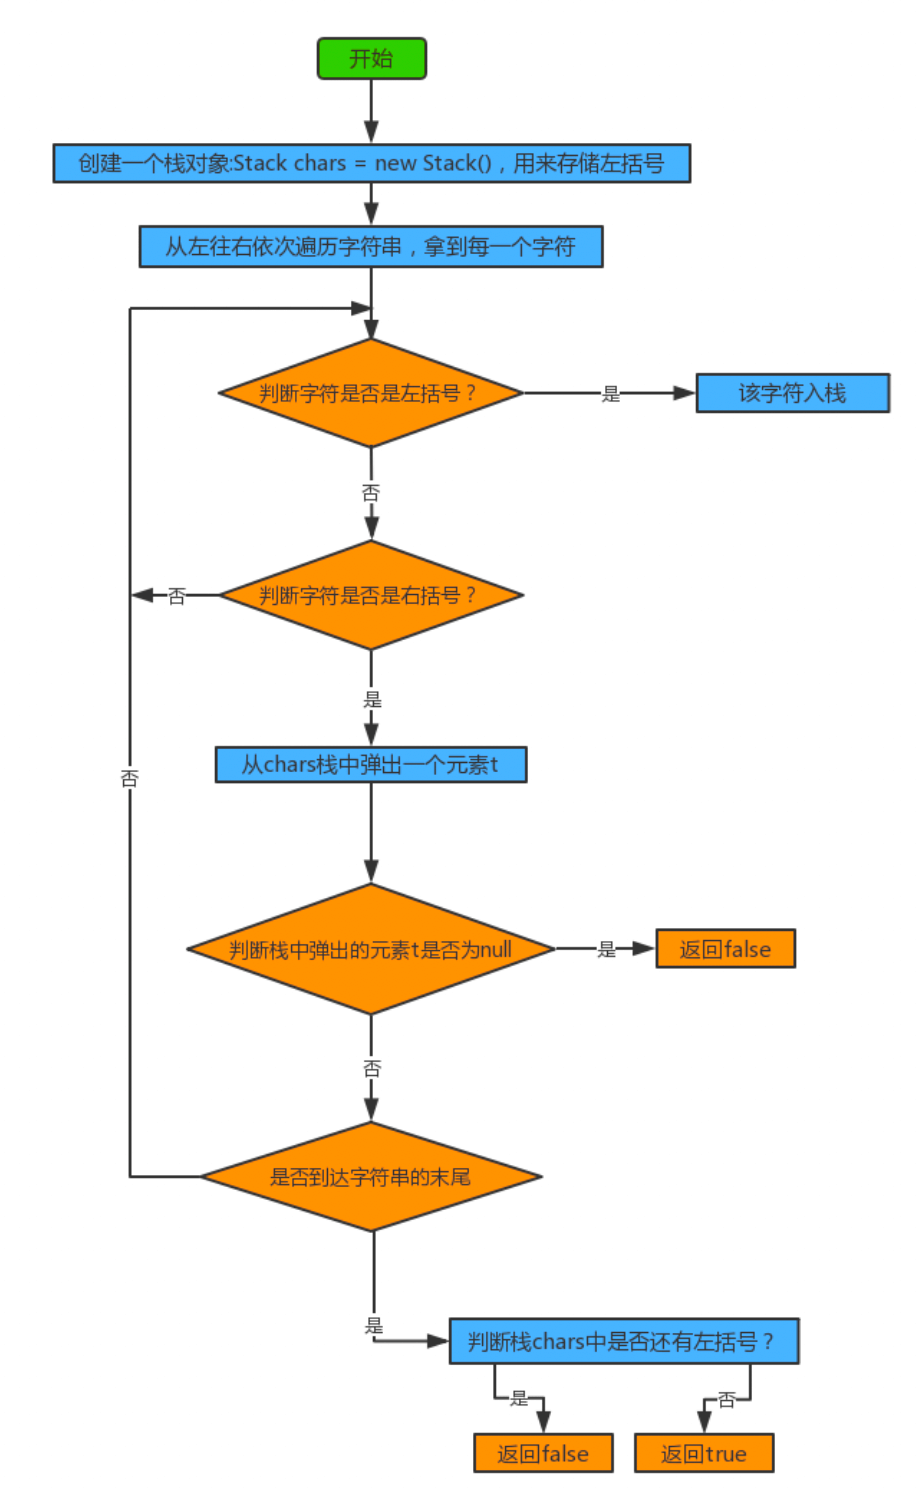 开始
创建一个栈对象:Stack chars = new Stack()，用来存储左括号
从左往右依次遍历字符串，拿到每一个字符
判断字符是否是左括号？
是
该字符入栈
否
判断字符是否是右括号？
否
是
从chars栈中弹出一个元素t
否
判断栈中弹出的元素t是否为null
是
返回false
否
是否到达字符串的末尾
是
判断栈chars中是否还有左括号？
是
否
返回false
返回true